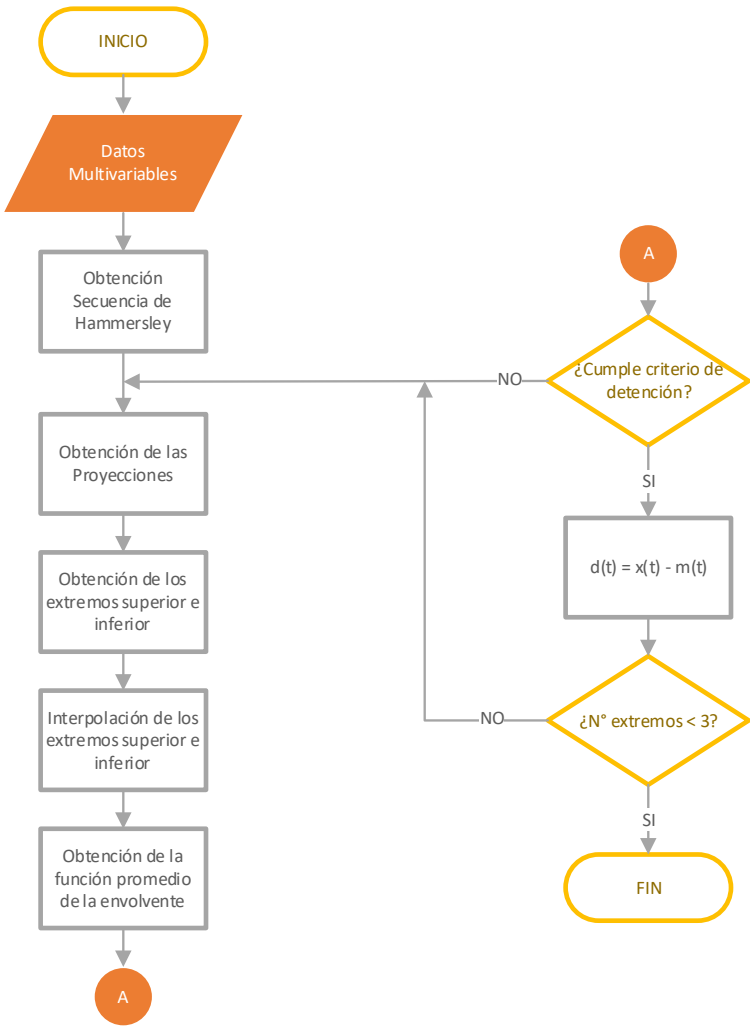 INICIO
Datos
Multivariables
Obtención
Secuencia de
Hammersley
Obtención de las
Proyecciones
Obtención de los
extremos superior e
inferior
Interpolación de los
extremos superior e
inferior
Obtención de la
función promedio
de la envolvente
A
A
¿Cumple criterio de
detención?
NO
SI
d(t) = x(t) - m(t)
¿N° extremos < 3?
NO
SI
FIN